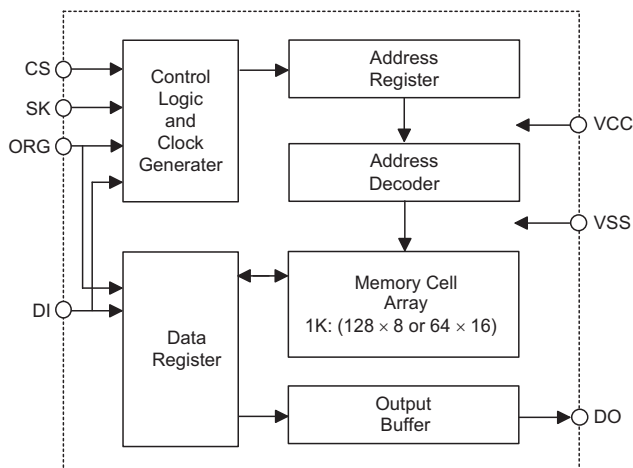 CS
SK
ORG
DI
Control
Logic
and
Clock
Generater
Address
Register
VCC
Address
Decoder
VSS
Data
Register
Memory Cell
Array
1K: (128 × 8 or 64 × 16)
Output
Buffer
DO